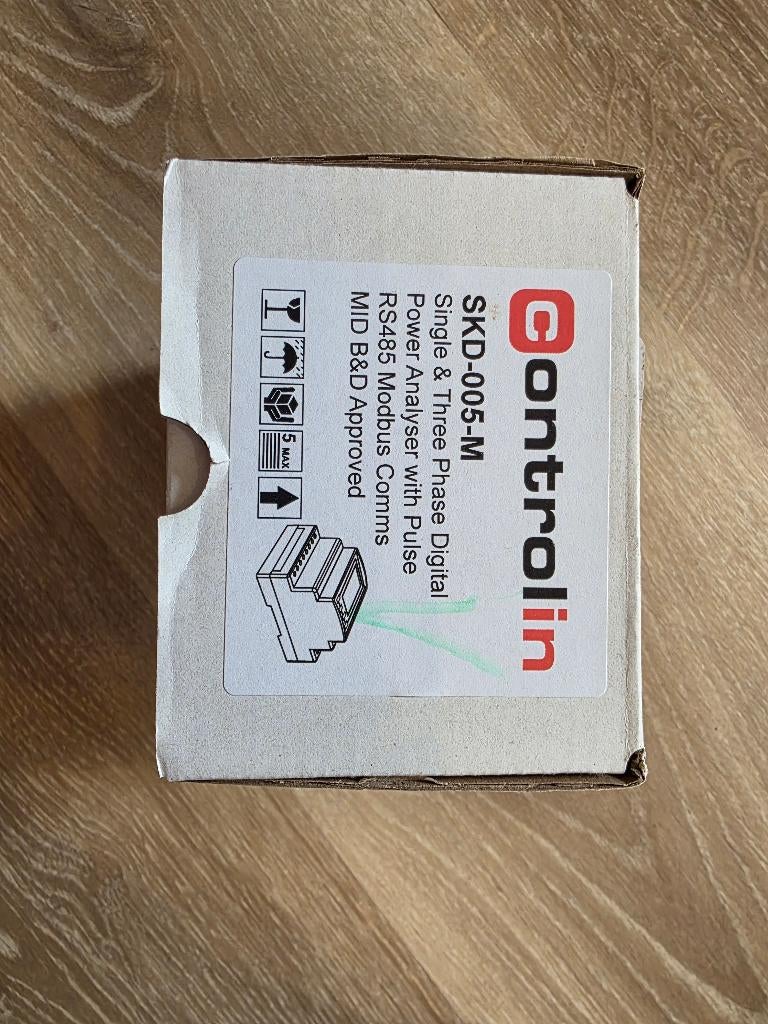 Controlin
SKD-005-M
Single & Three Phase Digital
Power Analyser with Pulse
RS485 Modbus Comms
MID B&D Approved
5 MAX